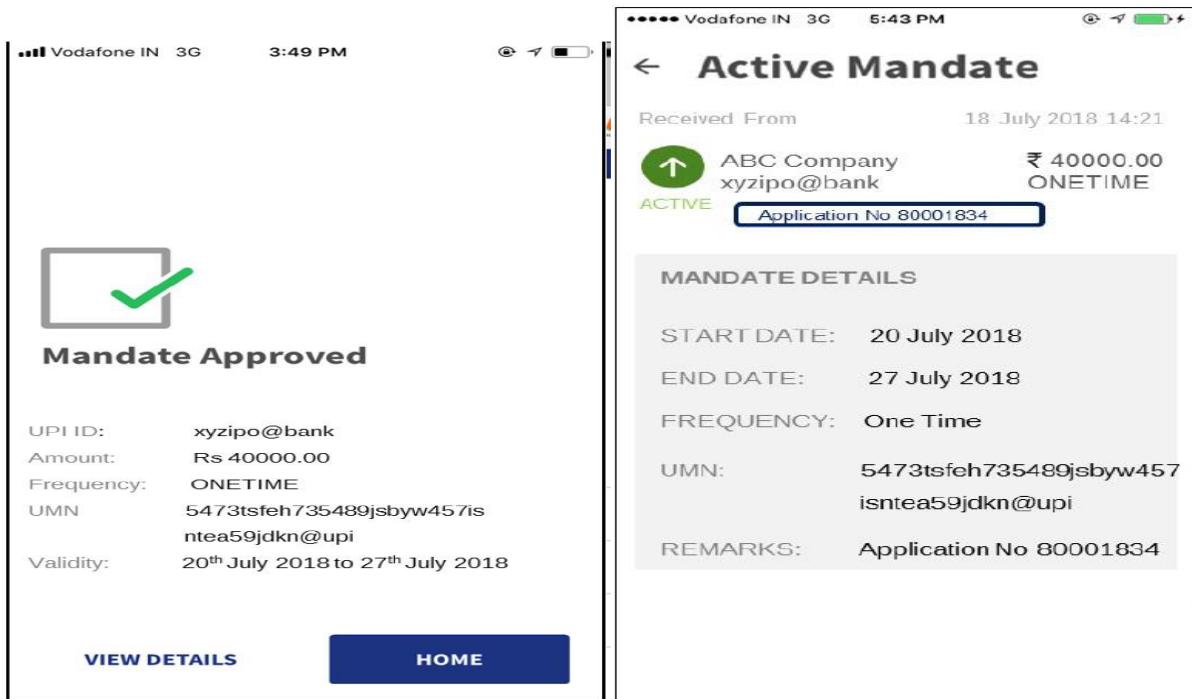 Vodafone IN 3G 3:49 PM
Mandate Approved
UPI ID: xyzipo@bank
Amount: Rs 40000.00
Frequency: ONETIME
UMN 5473tsfeh735489jsbyw457is
ntea59jdkn@upi
Validity: 20th July 2018 to 27th July 2018
VIEW DETAILS HOME
Vodafone IN 3G 5:43 PM
Active Mandate
Received From 18 July 2018 14:21
ABC Company ₹ 40000.00
xyzipo@bank ONETIME
ACTIVE
Application No 80001834
MANDATE DETAILS
START DATE: 20 July 2018
END DATE: 27 July 2018
FREQUENCY: One Time
UMN: 5473tsfeh735489jsbyw457
isntea59jdkn@upi
REMARKS: Application No 80001834